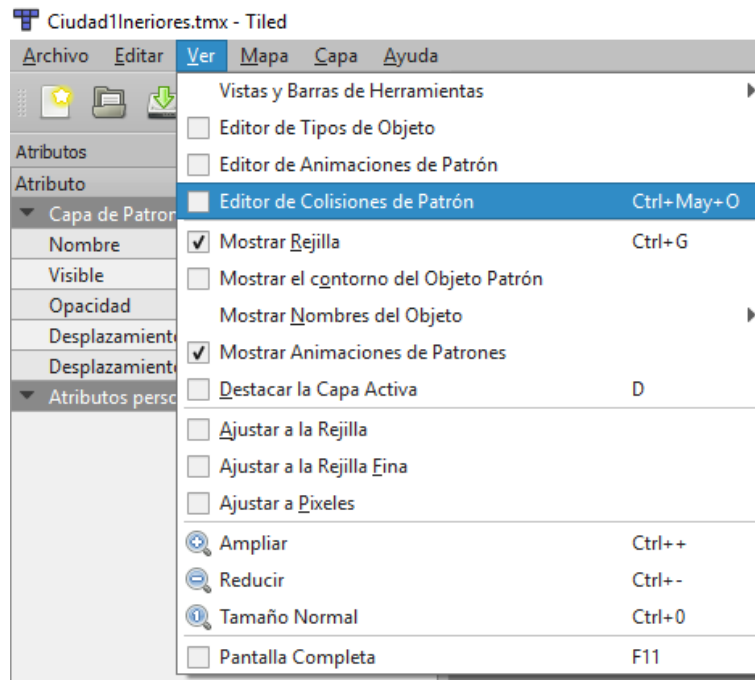 Ciudad1Ineriores.tmx - Tiled
Archivo Editar Ver Mapa Capa Ayuda
Vistas y Barras de Herramientas
Editor de Tipos de Objeto
Atributos
Editor de Animaciones de Patrón
Atributo
Editor de Colisiones de Patrón Ctrl+May+O
Capa de Patron
Nombre
Mostrar Rejilla Ctrl+G
Visible
Mostrar el contorno del Objeto Patrón
Opacidad
Mostrar Nombres del Objeto
Desplazamiento
Mostrar Animaciones de Patrones
Desplazamiento
Destacar la Capa Activa D
Atributos perso
Ajustar a la Rejilla
Ajustar a la Rejilla Fina
Ajustar a Pixeles
Ampliar Ctrl++
Reducir Ctrl+-
Tamaño Normal Ctrl+0
Pantalla Completa F11